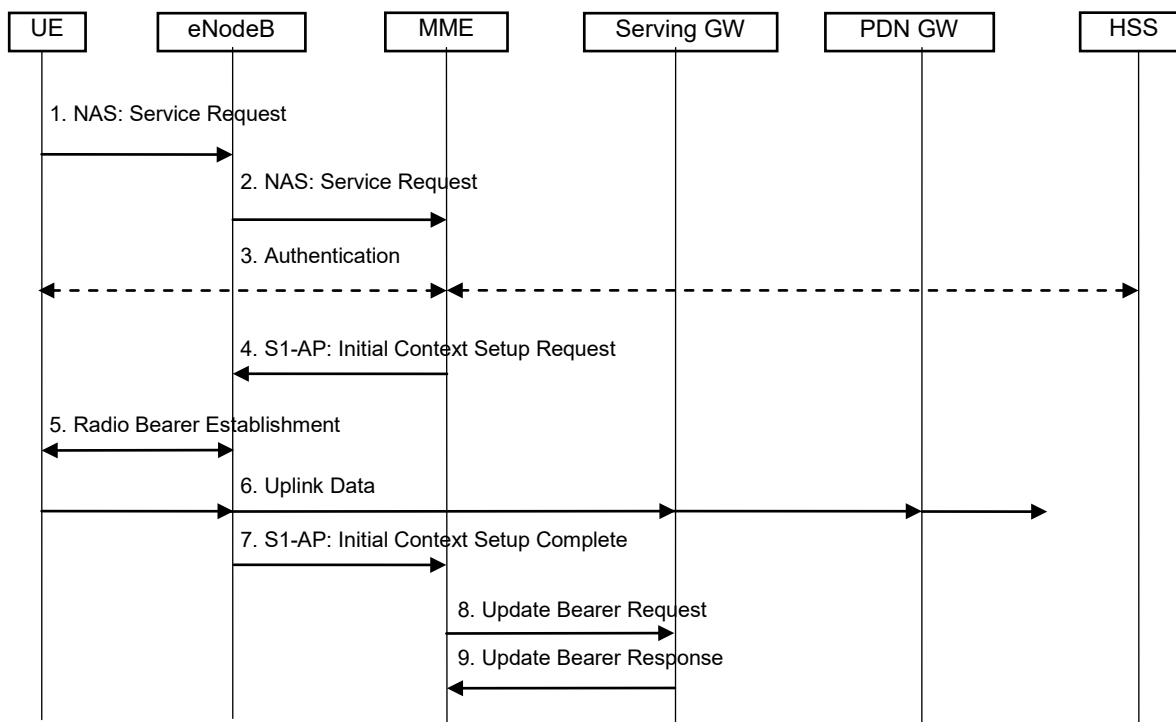 UE
eNodeB
MME
Serving GW
PDN GW
HSS
1. NAS: Service Request
2. NAS: Service Request
3. Authentication
4. S1-AP: Initial Context Setup Request
5. Radio Bearer Establishment
6. Uplink Data
7. S1-AP: Initial Context Setup Complete
8. Update Bearer Request
9. Update Bearer Response